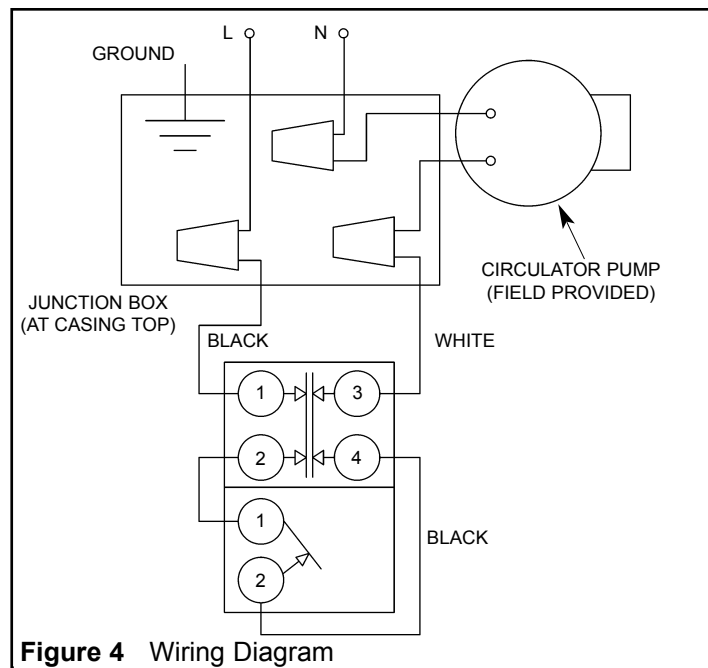 L
N
GROUND
CIRCULATOR PUMP
(FIELD PROVIDED)
JUNCTION BOX
(AT CASING TOP)
BLACK
WHITE
1
3
2
4
1
BLACK
2
Figure 4 Wiring Diagram